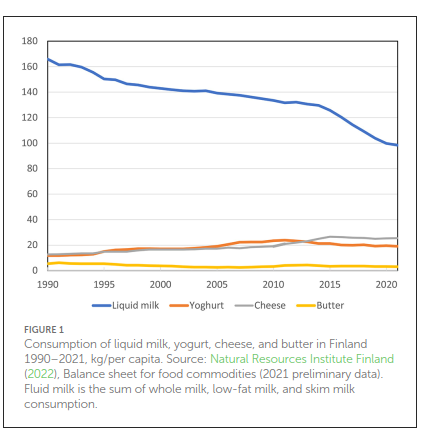 180
160
140
120
100
80
60
40
20
0
1990 1995 2000 2005 2010 2015 2020
Liquid milk Yoghurt Cheese Butter
FIGURE 1
Consumption of liquid milk, yogurt, cheese, and butter in Finland
1990–2021, kg/per capita. Source: Natural Resources Institute Finland
(2022), Balance sheet for food commodities (2021 preliminary data).
Fluid milk is the sum of whole milk, low-fat milk, and skim milk
consumption.